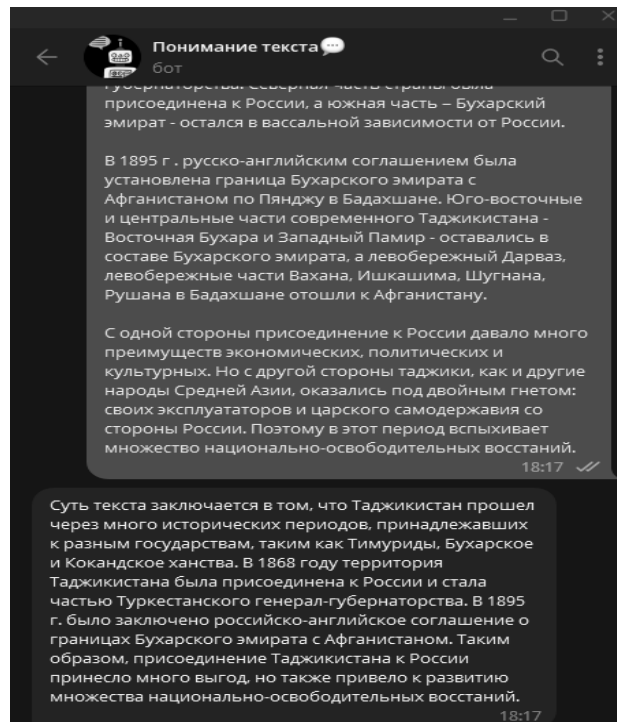 Понимание текста💬
бот
губернаторства. Северная часть страны была
присоединена к России, а южная часть – Бухарский
эмират - остался в вассальной зависимости от России.
В 1895 г . русско-английским соглашением была
установлена граница Бухарского эмирата с
Афганистаном по Пянджу в Бадахшане. Юго-восточные
и центральные части современного Таджикистана -
Восточная Бухара и Западный Памир - оставались в
составе Бухарского эмирата, а левобережный Дарваз,
левобережные части Вахана, Ишкашима, Шугнана,
Рушана в Бадахшане отошли к Афганистану.
С одной стороны присоединение к России давало много
преимуществ экономических, политических и
культурных. Но с другой стороны таджики, как и другие
народы Средней Азии, оказались под двойным гнетом:
своих эксплуататоров и царского самодержавия со
стороны России. Поэтому в этот период вспыхивает
множество национально-освободительных восстаний.
18:17
Суть текста заключается в том, что Таджикистан прошел
через много исторических периодов, принадлежавших
к разным государствам, таким как Тимуриды, Бухарское
и Кокандское ханства. В 1868 году территория
Таджикистана была присоединена к России и стала
частью Туркестанского генерал-губернаторства. В 1895
г. было заключено российско-английское соглашение о
границах Бухарского эмирата с Афганистаном. Таким
образом, присоединение Таджикистана к России
принесло много выгод, но также привело к развитию
множества национально-освободительных восстаний.
18:17